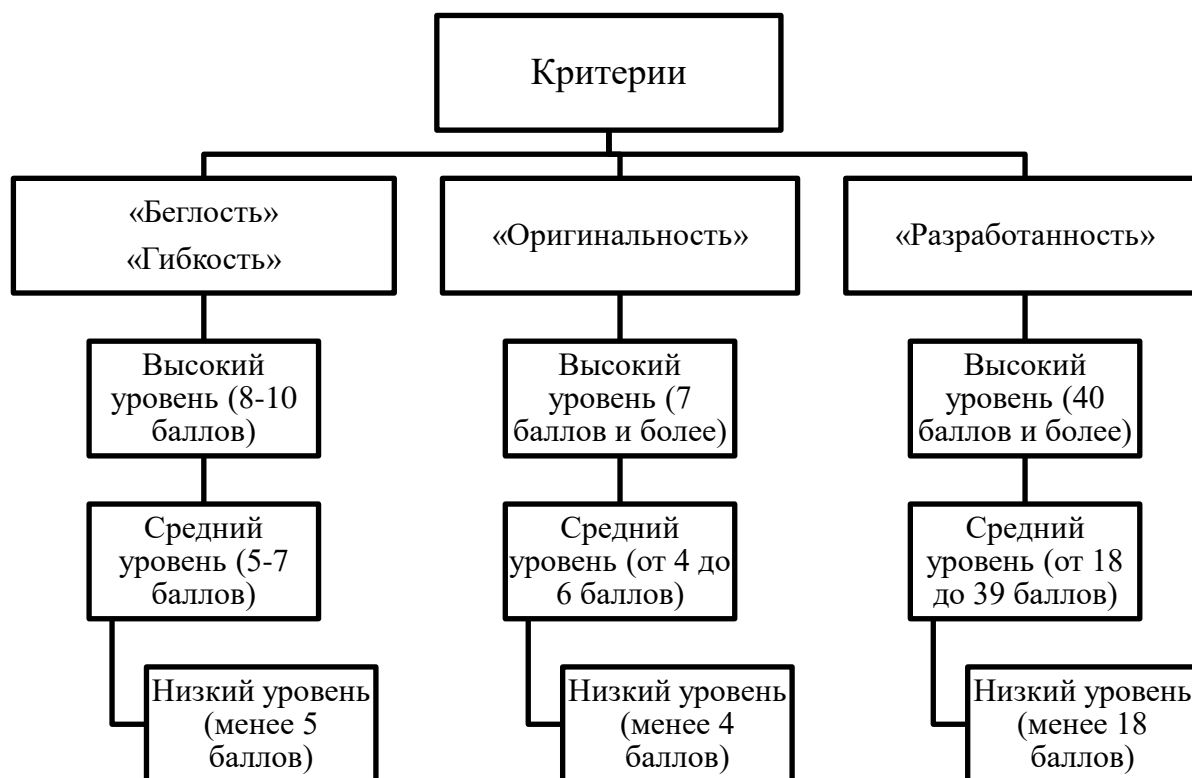 Критерии
«Беглость»
«Гибкость»
Высокий
уровень (8-10
баллов)
Средний
уровень (5-7
баллов)
Низкий уровень
(менее 5
баллов)
«Оригинальность»
Высокий
уровень (7
баллов и более)
Средний
уровень (от 4 до
6 баллов)
Низкий уровень
(менее 4
баллов)
«Разработанность»
Высокий
уровень (40
баллов и более)
Средний
уровень (от 18
до 39 баллов)
Низкий уровень
(менее 18
баллов)